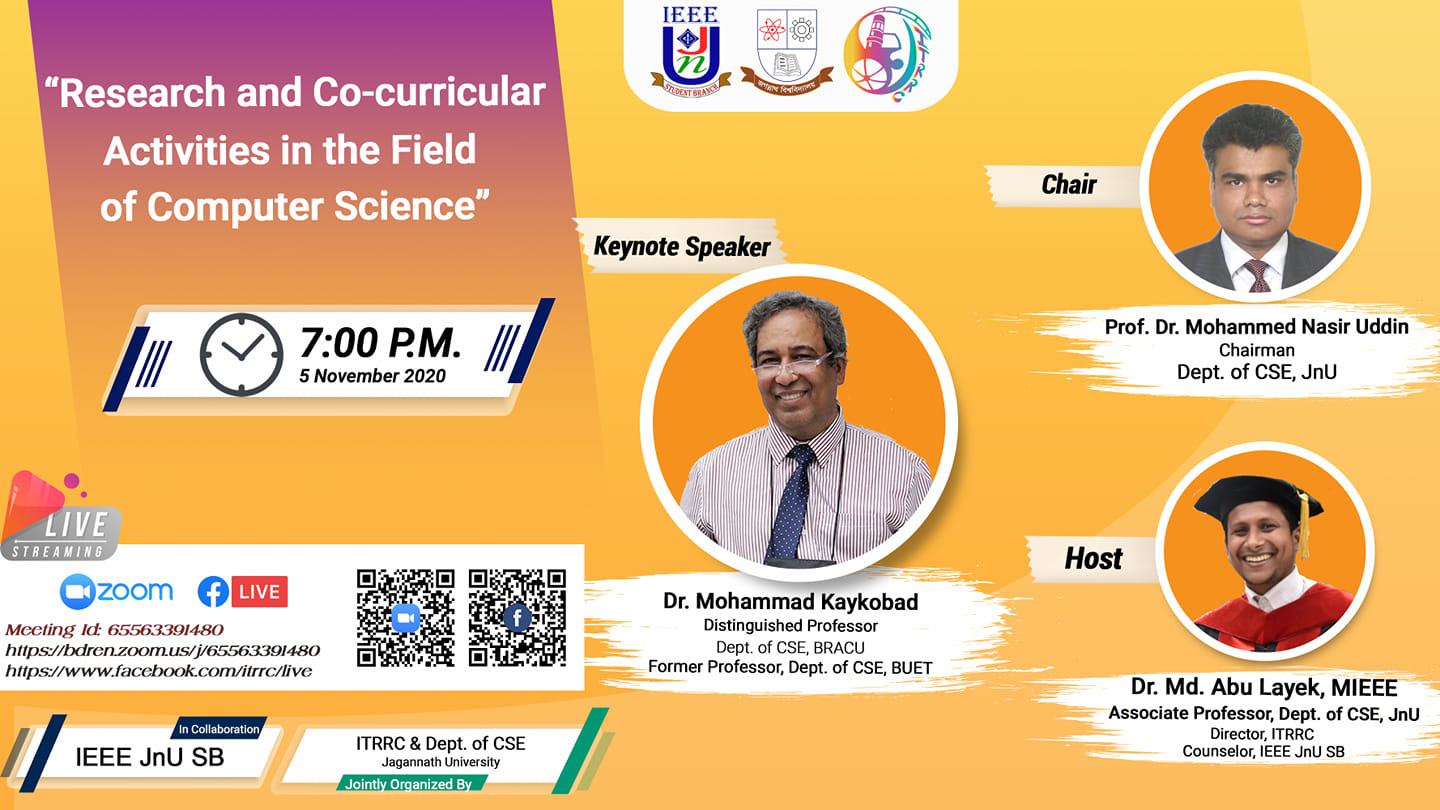 “Research and Co-curricular
Activities in the Field
of Computer Science”
7:00 P.M.
5 November 2020
LIVE
STREAMING
zoom
LIVE
Meeting Id: 65563391480
https://bdren.zoom.us/j/65563391480
https://www.facebook.com/itrrc/live
In Collaboration
IEEE JnU SB
ITRRC & Dept. of CSE
Jagannath University
Jointly Organized By
IEEE
STUDENT BRANCH
জগন্নাথ বিশ্ববিদ্যালয়
Keynote Speaker
Dr. Mohammad Kaykobad
Distinguished Professor
Dept. of CSE, BRACU
Former Professor, Dept. of CSE, BUET
Chair
Prof. Dr. Mohammed Nasir Uddin
Chairman
Dept. of CSE, JnU
Host
Dr. Md. Abu Layek, MIEEE
Associate Professor, Dept. of CSE, JnU
Director, ITRRC
Counselor, IEEE JnU SB